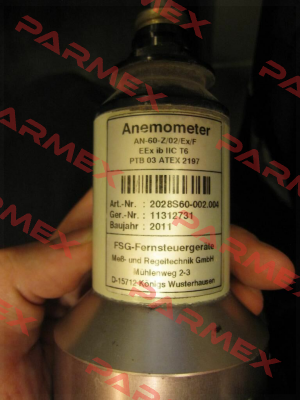 PARMEX
Anemometer
AN-60-Z/02/Ex/F
EEx ib IIC T6
PTB 03 ATEX 2197
Art.-Nr. : 2028S60-002.004
Ger.-Nr. : 11312731
Baujahr : 2011
FSG-Fernsteuergeräte
Meß- und Regeltechnik GmbH
Mühlenweg 2-3
D-15712 Königs Wusterhausen
PARMEX
PARMEX